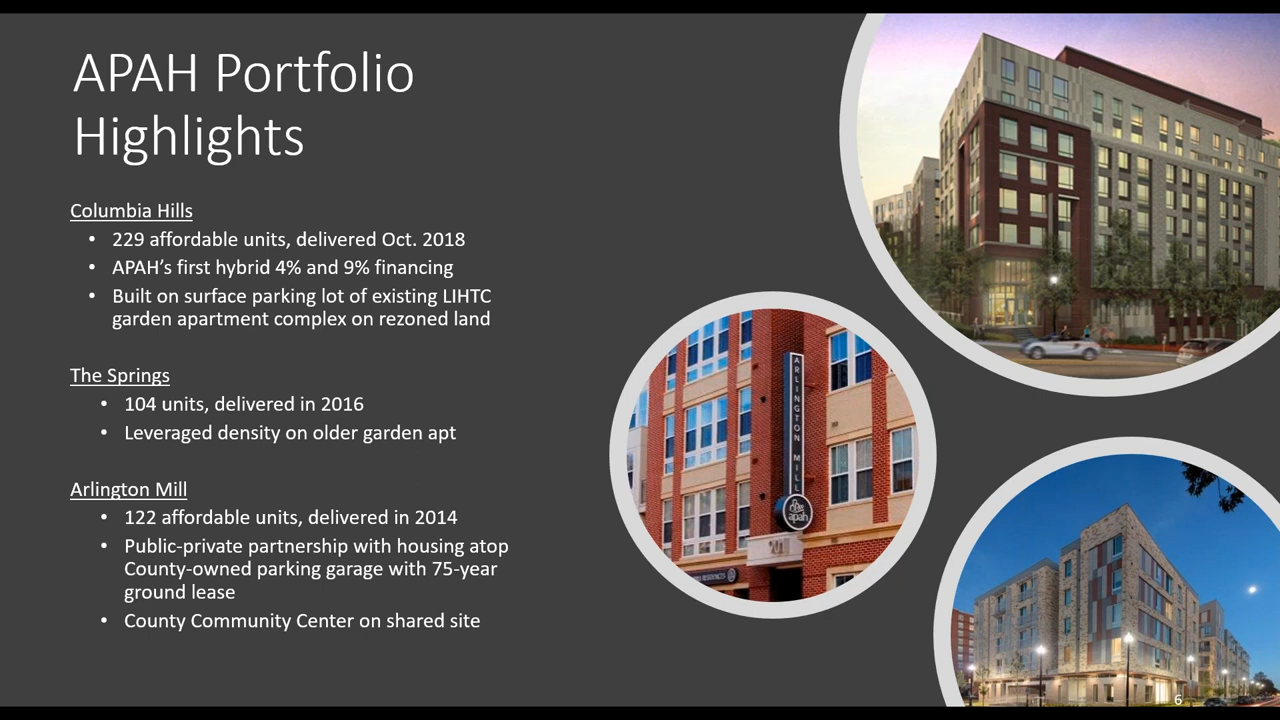 APAH Portfolio
Highlights
Columbia Hills
• 229 affordable units, delivered Oct. 2018
• APAH’s first hybrid 4% and 9% financing
• Built on surface parking lot of existing LIHTC
garden apartment complex on rezoned land
The Springs
• 104 units, delivered in 2016
• Leveraged density on older garden apt
Arlington Mill
• 122 affordable units, delivered in 2014
• Public-private partnership with housing atop
County-owned parking garage with 75-year
ground lease
• County Community Center on shared site
ARLINGTON MILL
apah
6